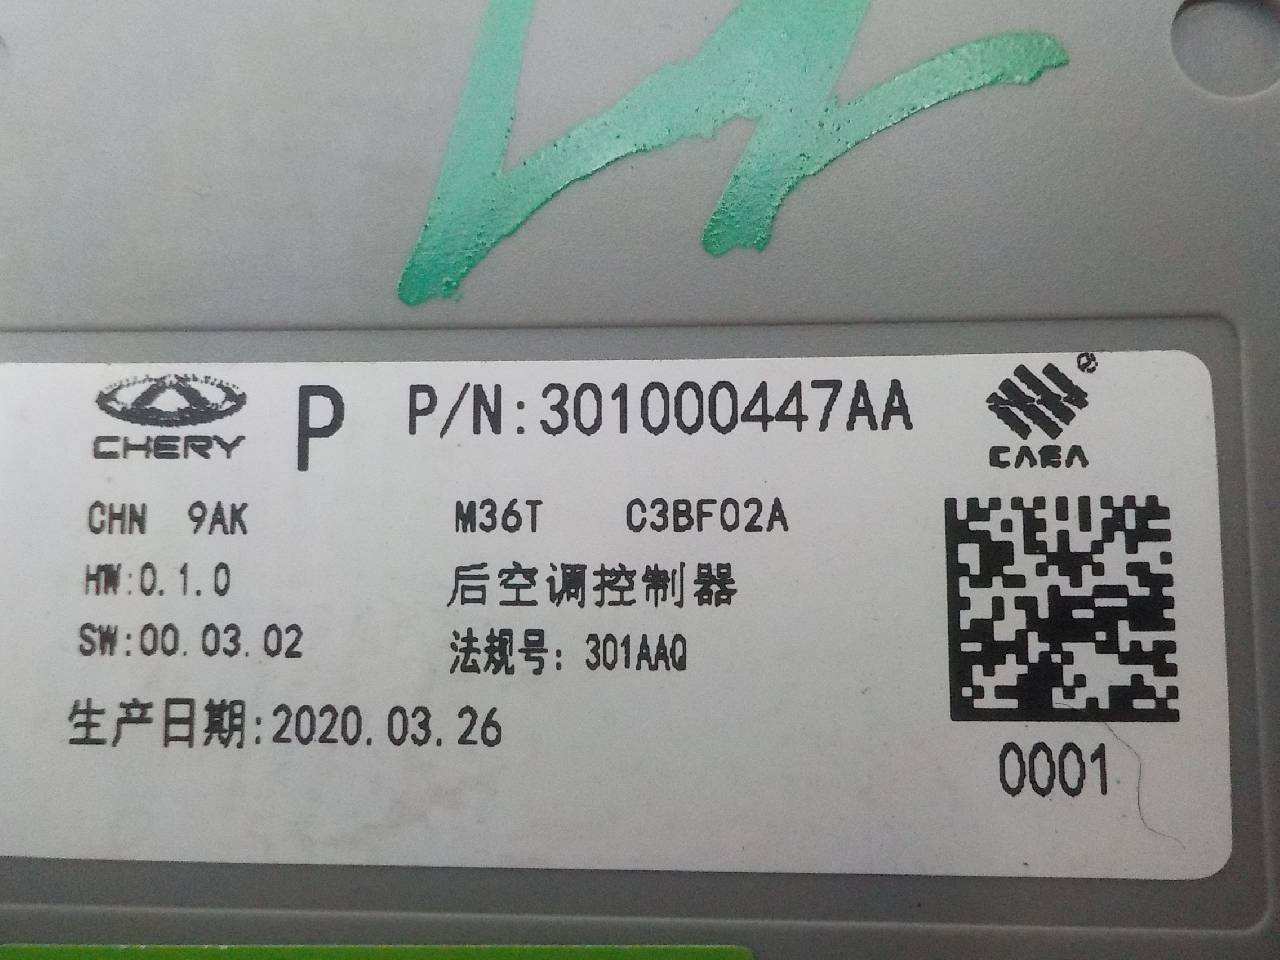 CHERY P P/N:301000447AA CAEA
CHN 9AK M36T C3BF02A
HW:0.1.0 后空调控制器
SW:00.03.02 法规号: 301AAQ
生产日期:2020.03.26
0001